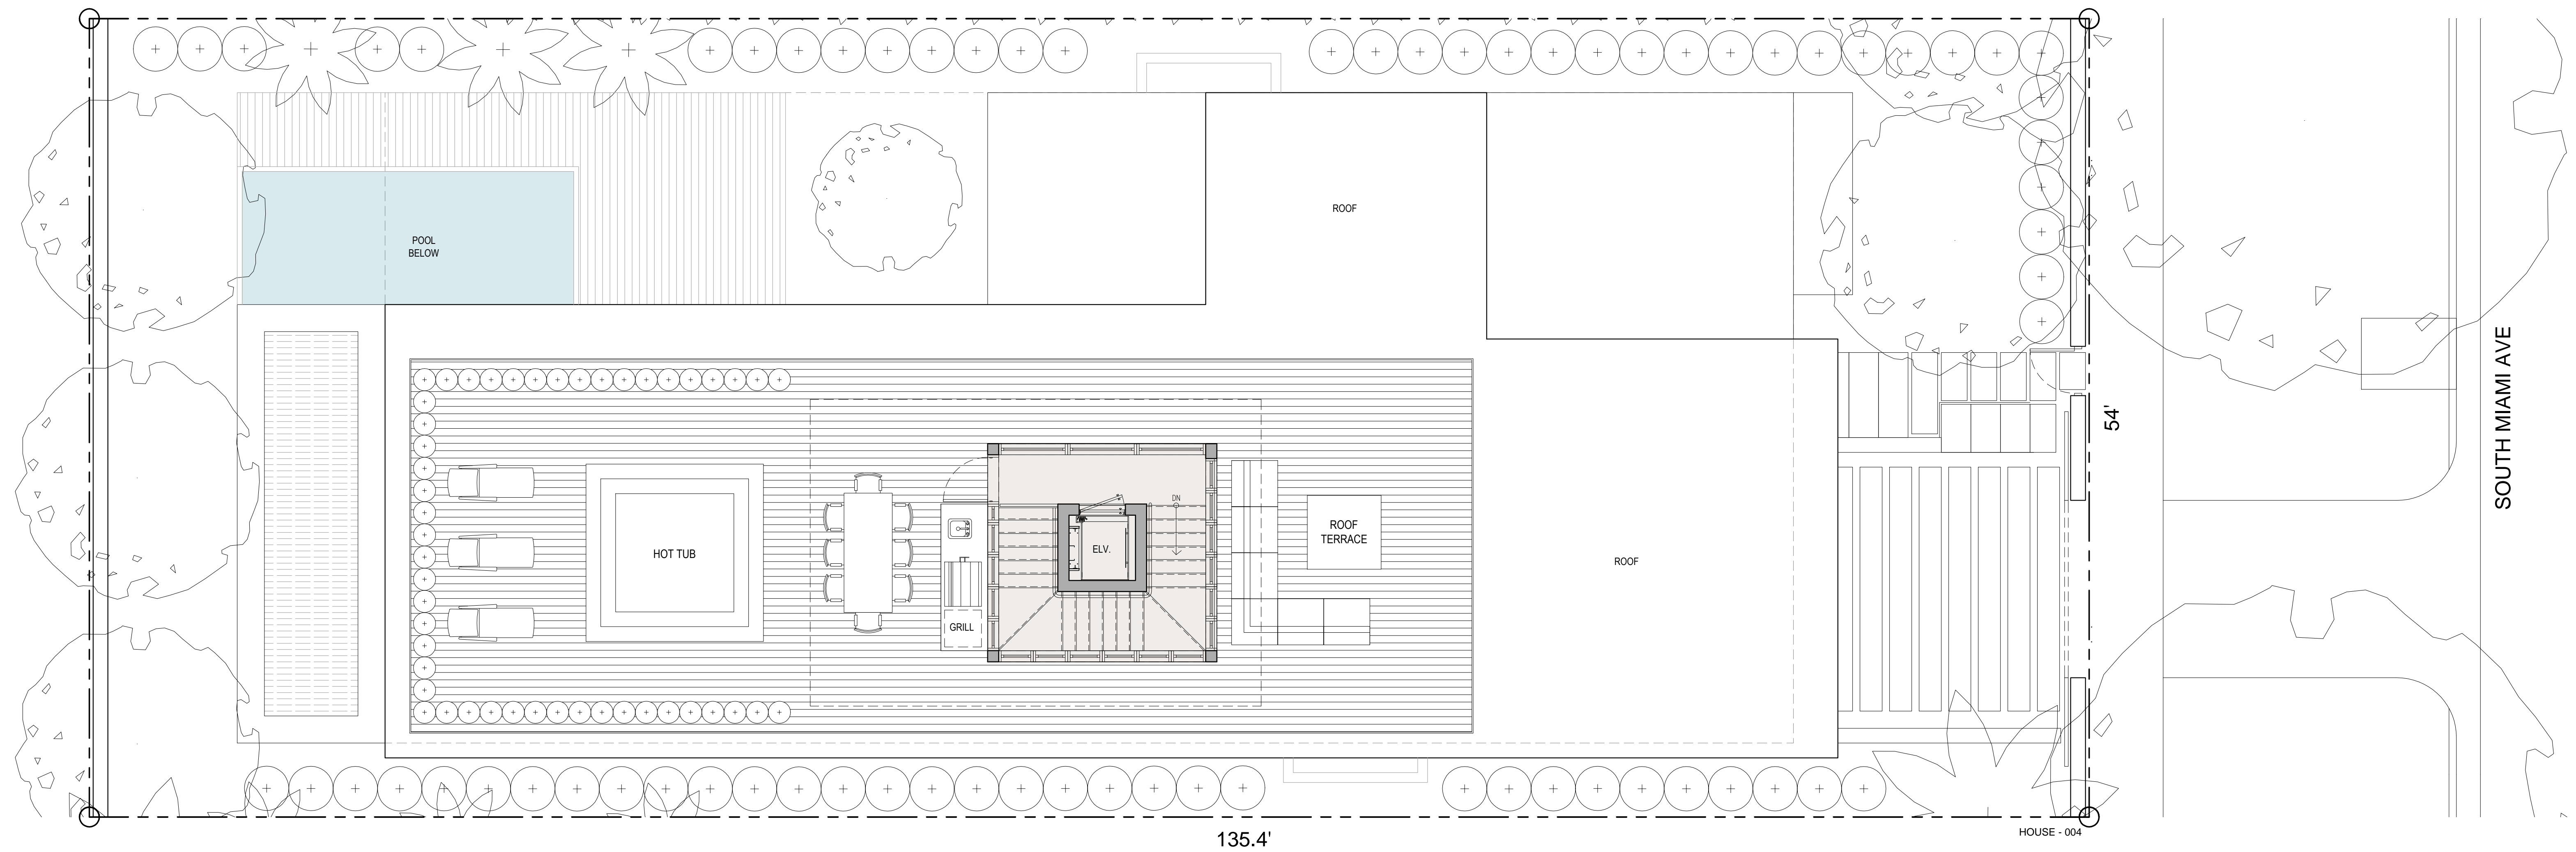 ROOF
POOL
BELOW
SOUTH MIAMI AVE
54'
DN
ROOF
TERRACE
ELV.
HOT TUB
ROOF
GRILL
HOUSE - 004
135.4'